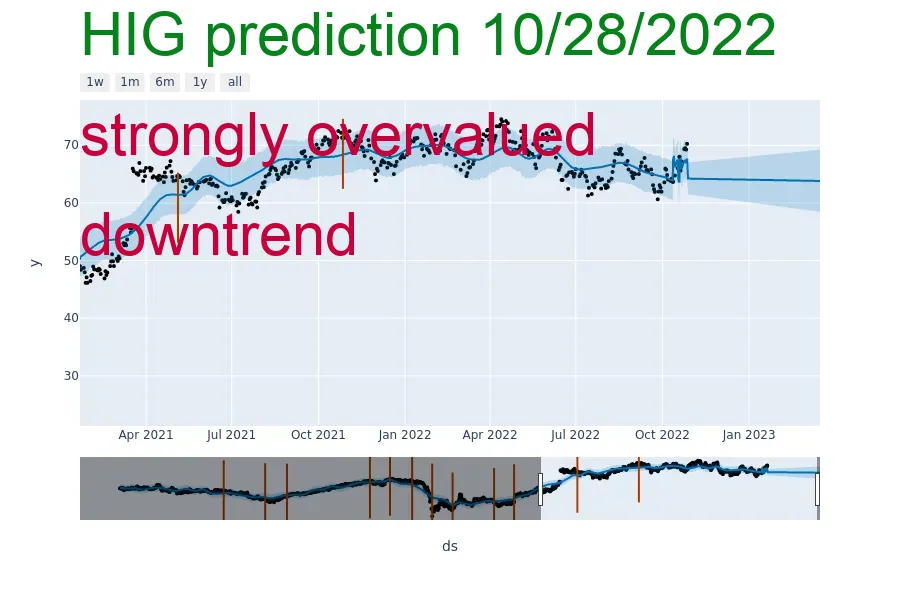 HIG prediction 10/28/2022
1w 1m 6m 1y all
strongly overvalued
70
60
downtrend
50
40
30
y
Apr 2021 Jul 2021 Oct 2021 Jan 2022 Apr 2022 Jul 2022 Oct 2022 Jan 2023
ds